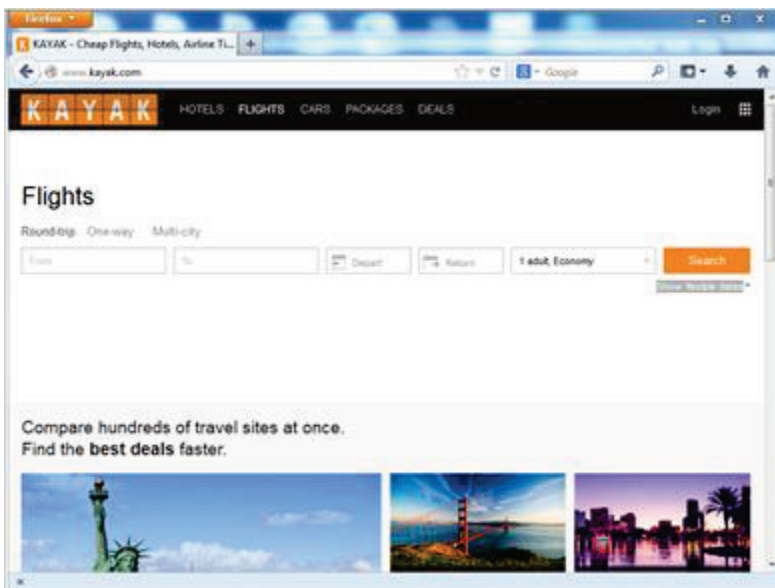 Firefox
KAYAK - Cheap Flights, Hotels, Airline Ti...
www.kayak.com
Google
KAYAK HOTELS FLIGHTS CARS PACKAGES DEALS Login
Flights
Round-trip One-way Multi-city
From To Depart Return 1 adult, Economy Search
Show flexible dates
Compare hundreds of travel sites at once.
Find the best deals faster.